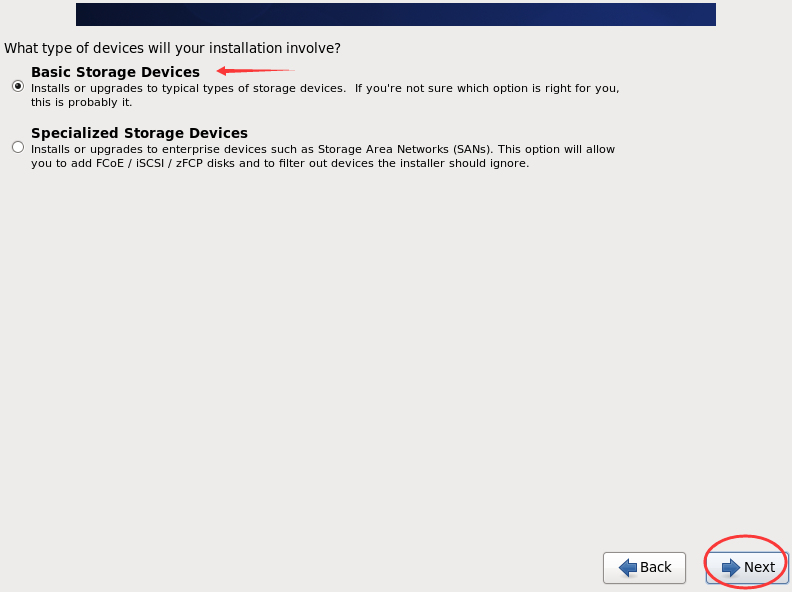 What type of devices will your installation involve?
Basic Storage Devices
Installs or upgrades to typical types of storage devices.  If you're not sure which option is right for you,
this is probably it.
Specialized Storage Devices
Installs or upgrades to enterprise devices such as Storage Area Networks (SANs). This option will allow
you to add FCoE / iSCSI / zFCP disks and to filter out devices the installer should ignore.
Back
Next